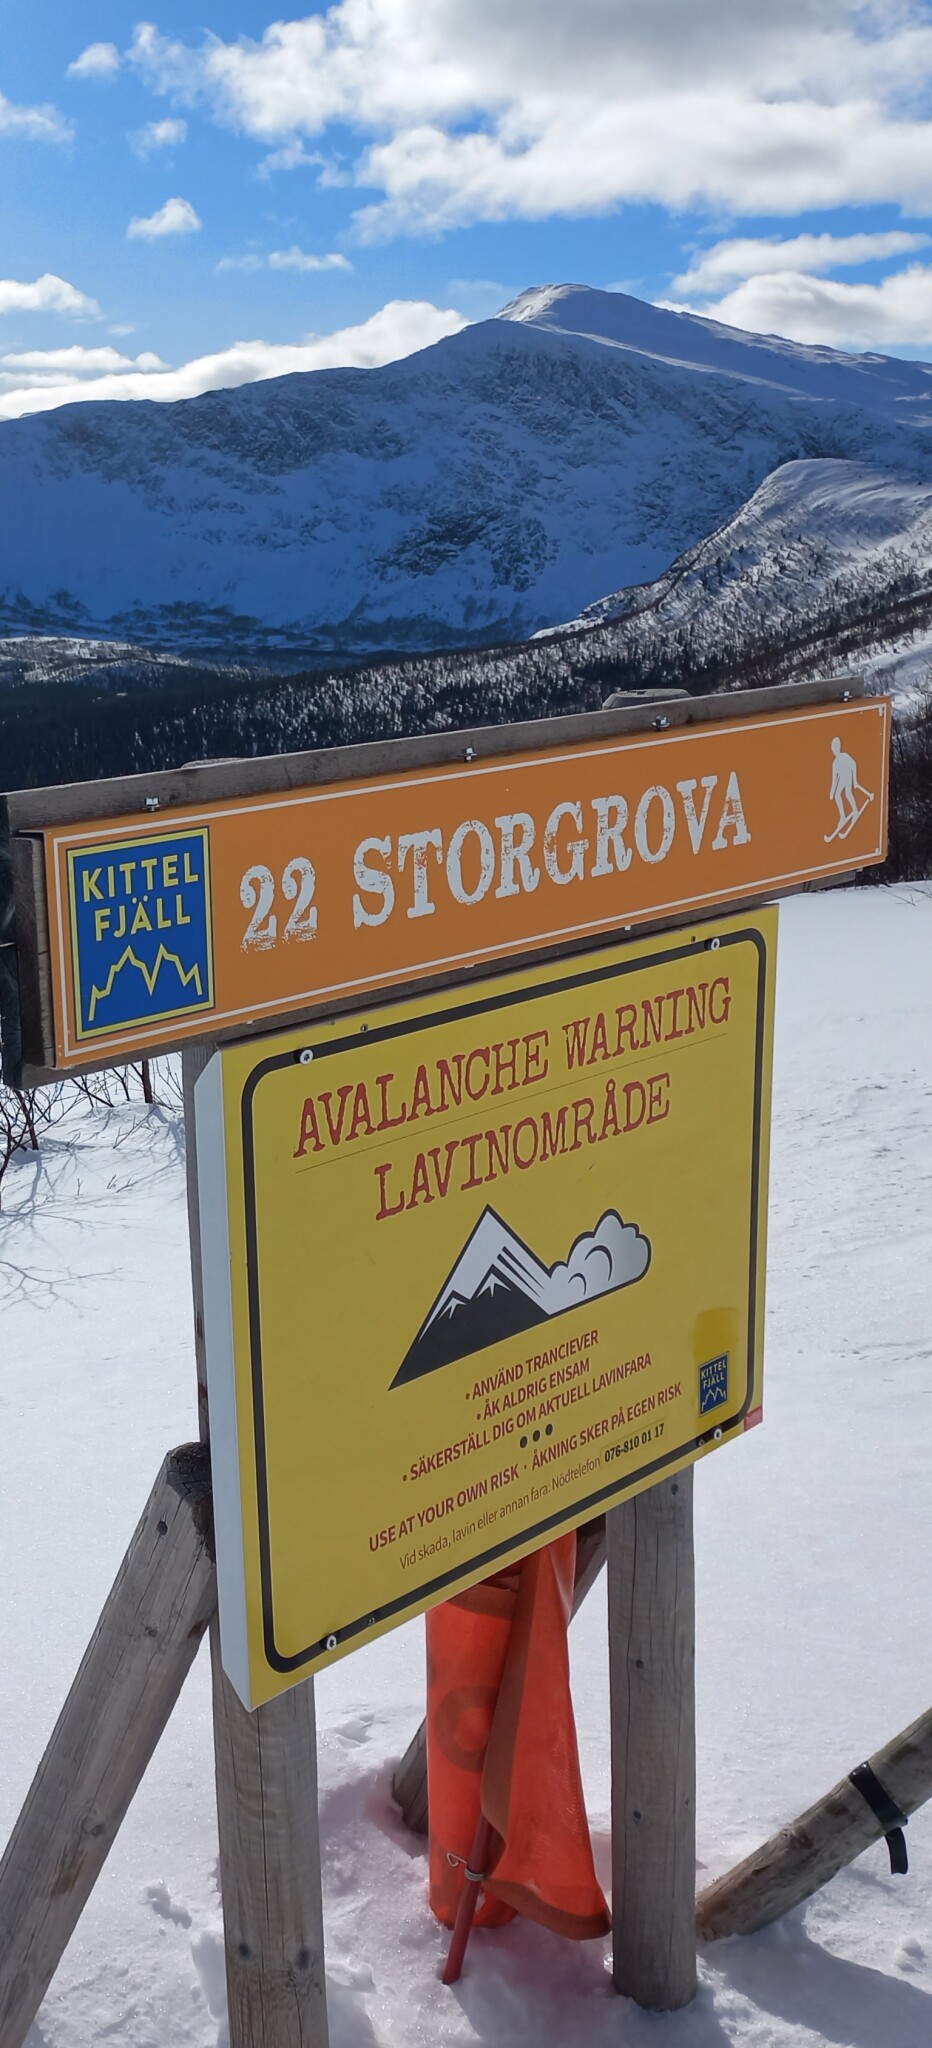 KITTEL
FJÄLL
22 STORGROVA
AVALANCHE WARNING
LAVINOMRÅDE
• ANVÄND TRANCIEVER
• ÅK ALDRIG ENSAM
• SÄKERSTÄLL DIG OM AKTUELL LAVINFARA
USE AT YOUR OWN RISK • ÅKNING SKER PÅ EGEN RISK
Vid skada, lavin eller annan fara: Nödtelefon 076-810 01 17
KITTEL
FJÄLL